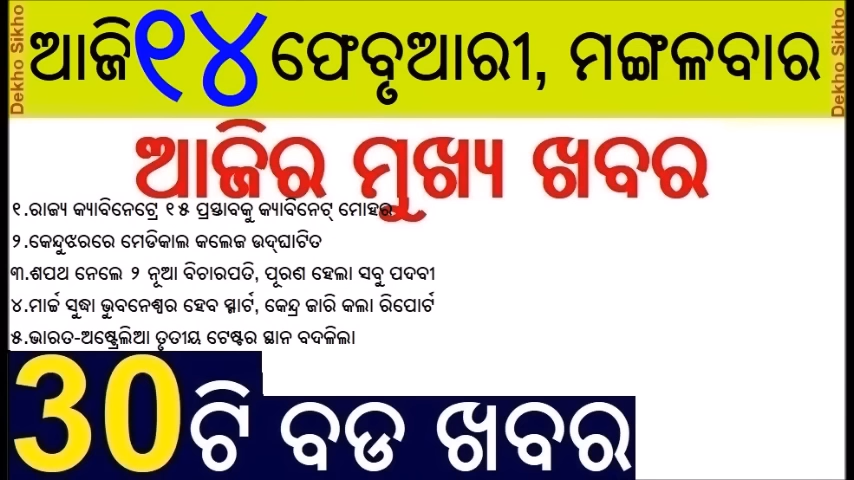 Dekho Sikho
ଆଜି ୧୪ ଫେବୃଆରୀ, ମଙ୍ଗଳବାର
Dekho Sikho
ଆଜିର ମୁଖ୍ୟ ଖବର
୧.ରାଜ୍ୟ କ୍ୟାବିନେଟ୍ରେ ୧୫ ପ୍ରସ୍ତାବକୁ କ୍ୟାବିନେଟ୍ ମୋହର
୨.କେନ୍ଦୁଝରରେ ମେଡିକାଲ କଲେଜ ଉଦ୍‌ଘାଟିତ
୩.ଶପଥ ନେଲେ ୨ ନୂଆ ବିଚାରପତି, ପୂରଣ ହେଲା ସବୁ ପଦବୀ
୪.ମାର୍ଚ୍ଚ ସୁଦ୍ଧା ଭୁବନେଶ୍ୱର ହେବ ସ୍ମାର୍ଟ, କେନ୍ଦ୍ର ଜାରି କଲା ରିପୋର୍ଟ
୫.ଭାରତ-ଅଷ୍ଟ୍ରେଲିଆ ତୃତୀୟ ଟେଷ୍ଟର ସ୍ଥାନ ବଦଳିଲା
30ଟି ବଡ ଖବର